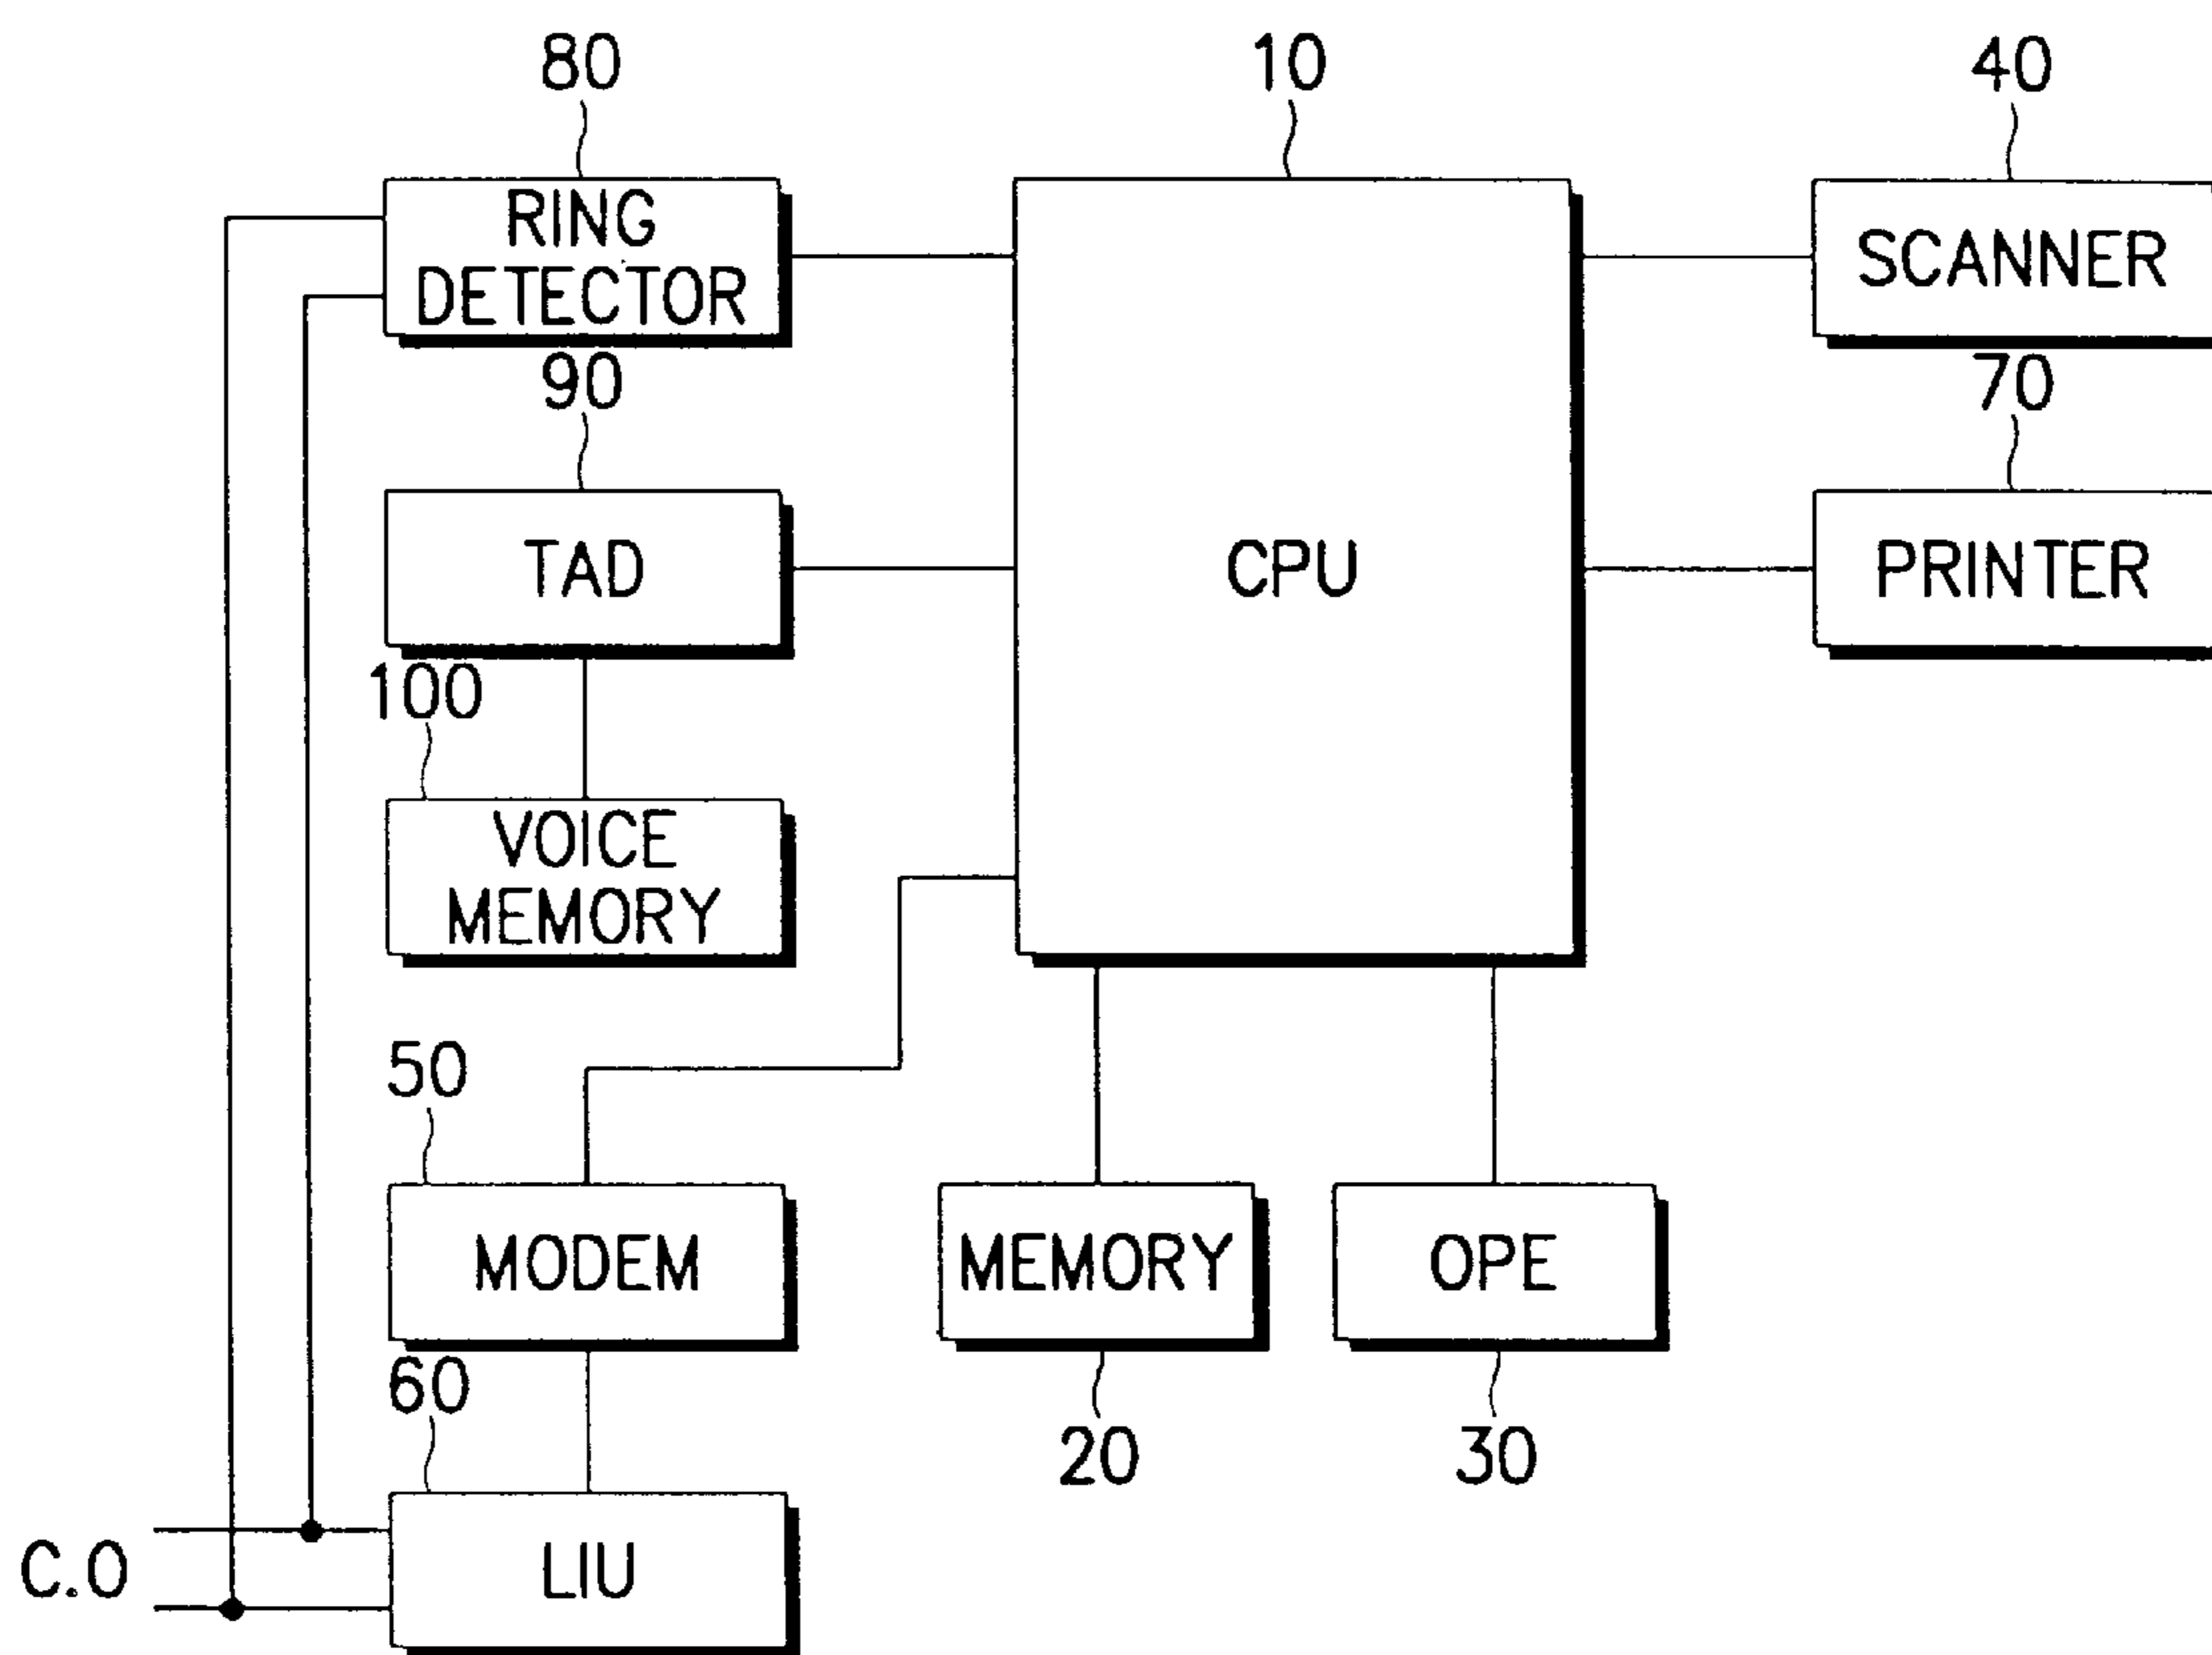 80
10
40
RING
DETECTOR
SCANNER
90
70
TAD
CPU
PRINTER
100
VOICE
MEMORY
50
MODEM
MEMORY
OPE
60
20
30
C.O
LIU